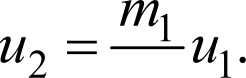 u₂ = m₁/ u₁.